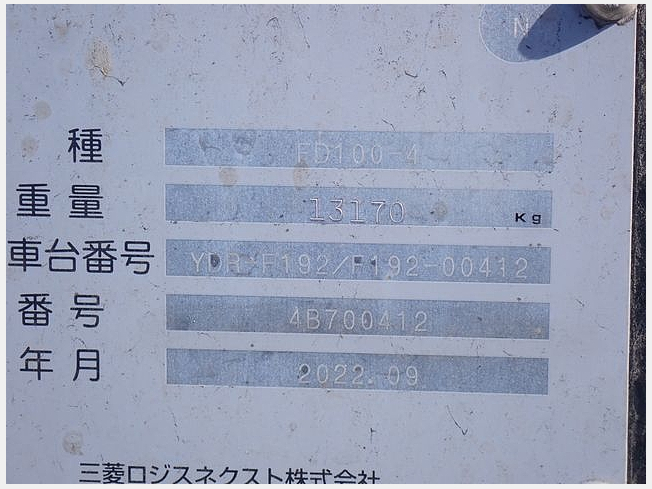 N
種 FD100-4
重量 13170 Kg
車台番号 YDR-F192/F192-00412
番号 4B700412
年月 2022.09
三菱ロジスネクスト株式会社